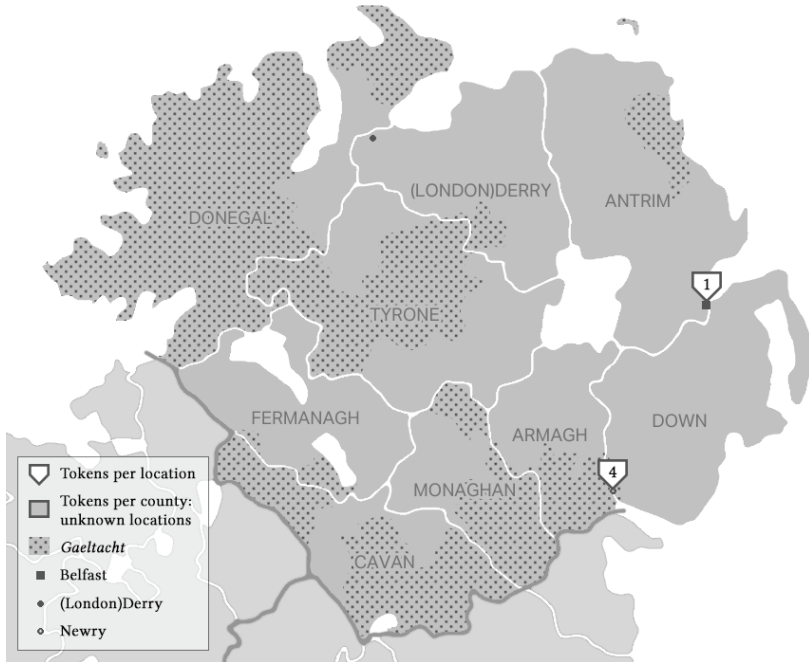 (LONDON)DERRY
ANTRIM
DONEGAL
1
TYRONE
FERMANAGH
DOWN
ARMAGH
4
MONAGHAN
CAVAN
Tokens per location
Tokens per county:
unknown locations
Gaeltacht
Belfast
(London)Derry
Newry